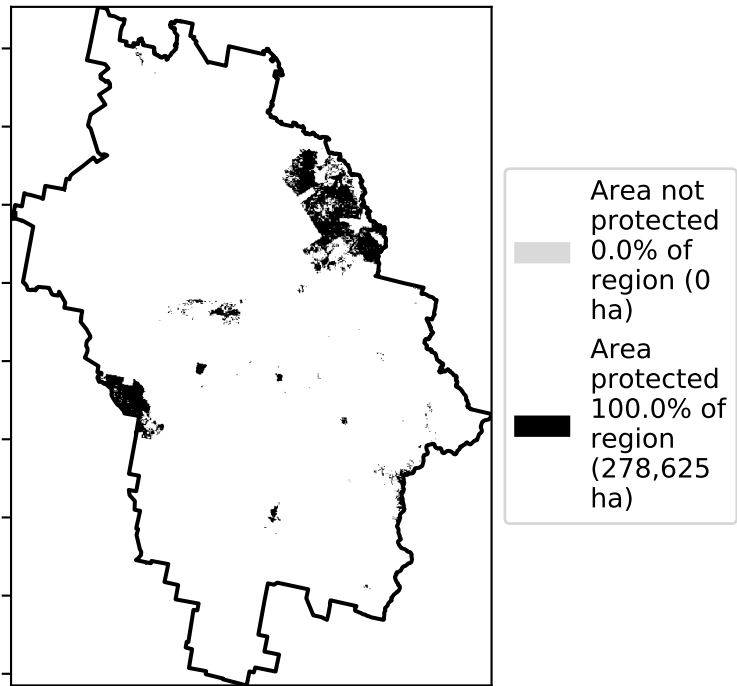 Area not
protected
0.0% of
region (0
ha)
Area
protected
100.0% of
region
(278,625
ha)